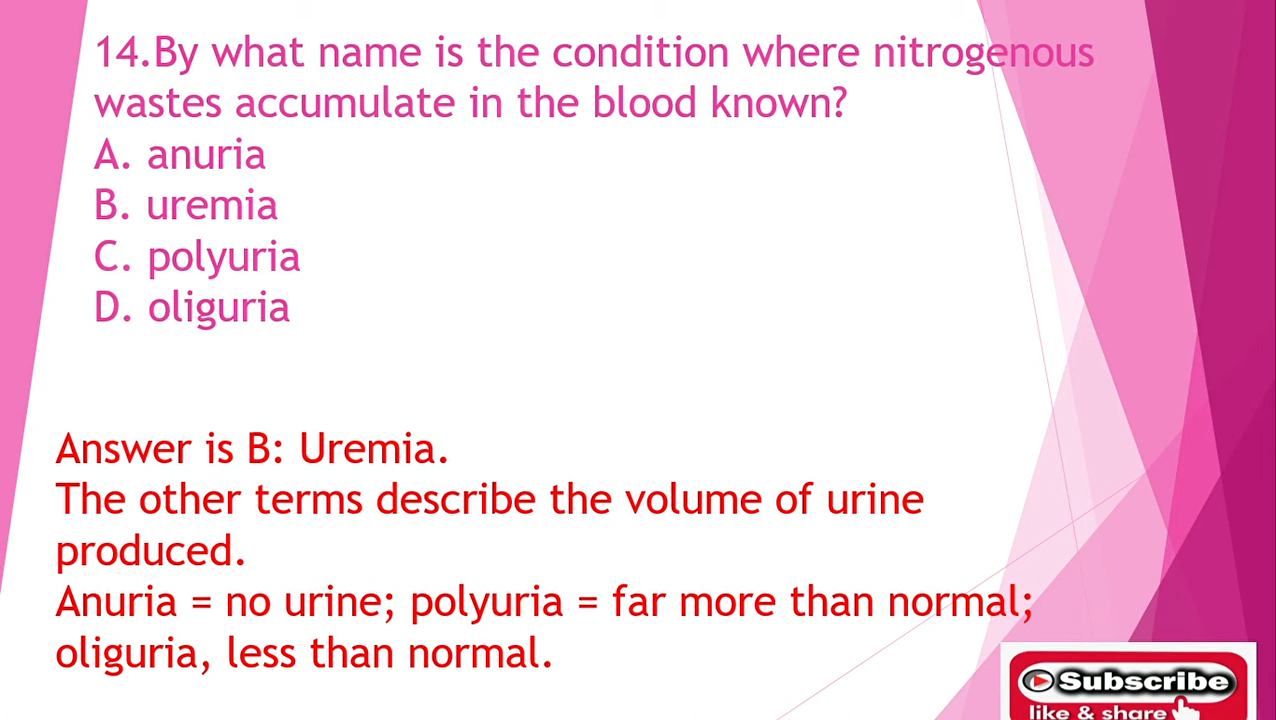 14.By what name is the condition where nitrogenous
wastes accumulate in the blood known?
A. anuria
B. uremia
C. polyuria
D. oliguria
Answer is B: Uremia.
The other terms describe the volume of urine
produced.
Anuria = no urine; polyuria = far more than normal;
oliguria, less than normal.
Subscribe
like & share